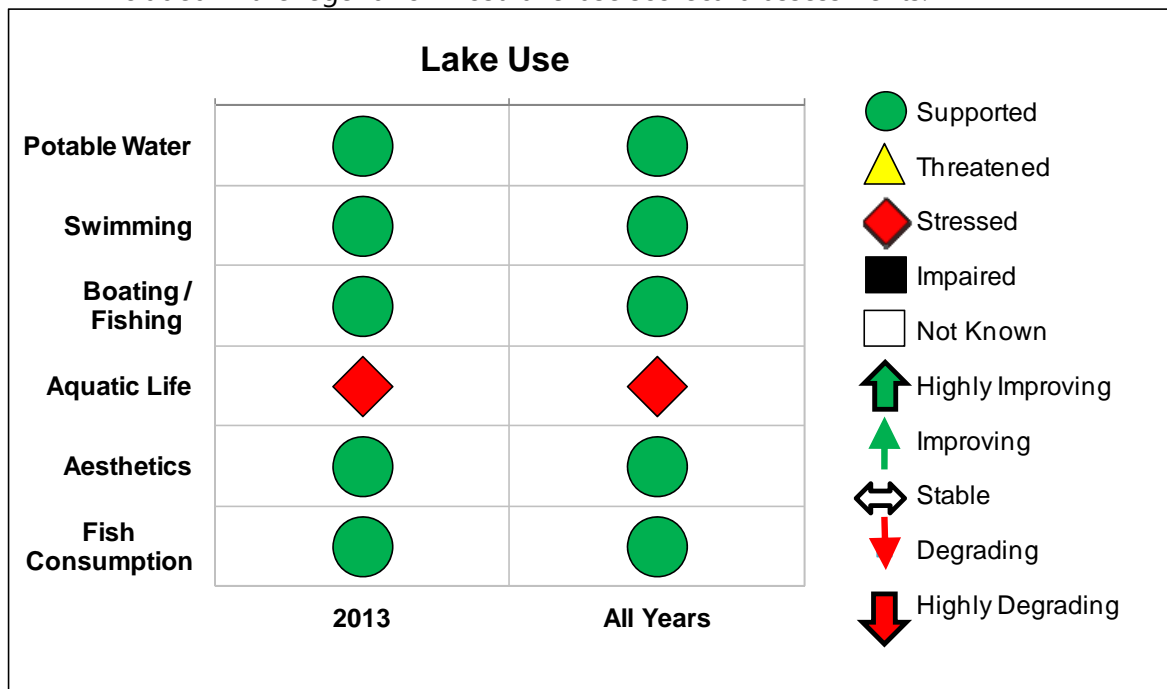 Lake Use
Potable Water
Swimming
Boating /
Fishing
Aquatic Life
Aesthetics
Fish
Consumption
2013
All Years
Supported
Threatened
Stressed
Impaired
Not Known
Highly Improving
Improving
Stable
Degrading
Highly Degrading